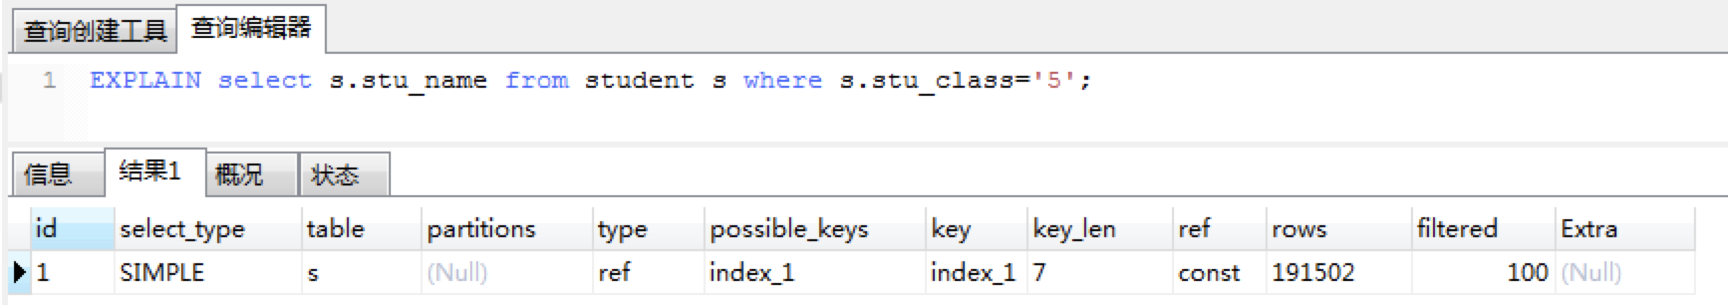 查询创建工具 查询编辑器
1 EXPLAIN select s.stu_name from student s where s.stu_class='5';
信息 结果1 概况 状态
id select_type table partitions type possible_keys key key_len ref rows filtered Extra
1 SIMPLE s (Null) ref index_1 index_1 7 const 191502 100 (Null)